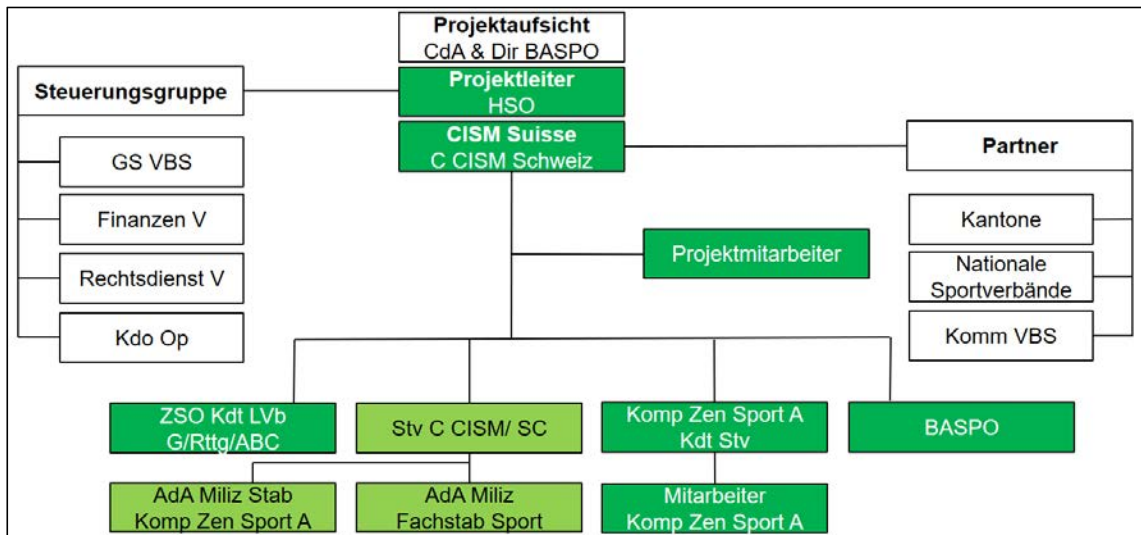 Projektaufsicht
CdA & Dir BASPO
Projektleiter
HSO
CISM Suisse
C CISM Schweiz
Steuerungsgruppe
GS VBS
Finanzen V
Rechtsdienst V
Kdo Op
Partner
Kantone
Nationale
Sportverbände
Komm VBS
Projektmitarbeiter
ZSO Kdt LVb
G/Rttg/ABC
Stv C CISM/ SC
Komp Zen Sport A
Kdt Stv
BASPO
AdA Miliz Stab
Komp Zen Sport A
AdA Miliz
Fachstab Sport
Mitarbeiter
Komp Zen Sport A